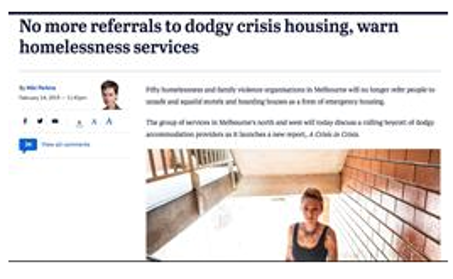 No more referrals to dodgy crisis housing, warn
homelessness services
By Miki Perkins
February 14, 2019 — 11.45pm
A A A
View all comments
Fifty homelessness and family violence organisations in Melbourne will no longer refer people to
unsafe and squalid motels and boarding houses as a form of emergency housing.
The group of services in Melbourne's north and west will today discuss a rolling boycott of dodgy
accommodation providers as it launches a new report, A Crisis in Crisis.